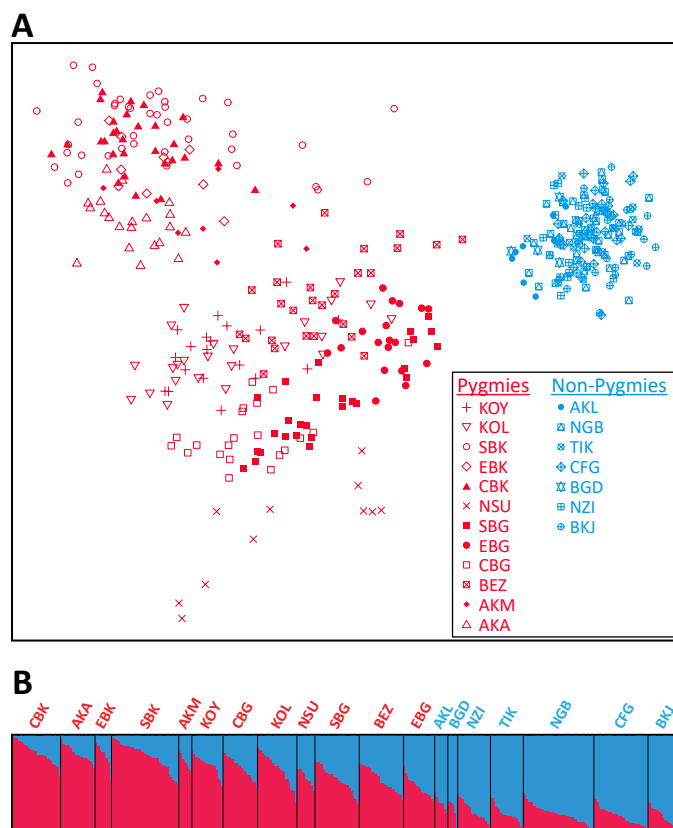 A
Pygmies Non-Pygmies
KOY AKL
KOL NGB
SBK TIK
EBK CFG
CBK BGD
NSU NZI
SBG BKJ
EBG
CBG
BEZ
AKM
AKA
B
CBK AKA EBK SBK AKM KOY CBG KOL NSU SBG BEZ EBG AKL BGD NZI TIK NGB CFG BKJ